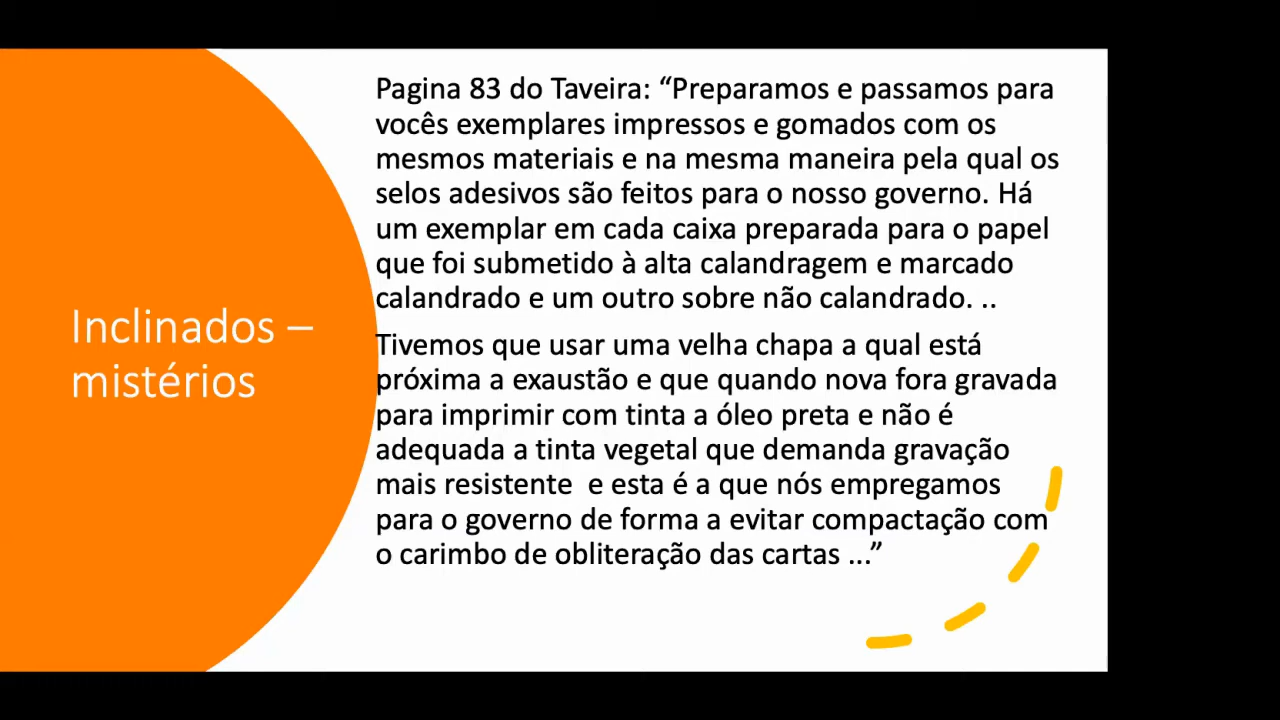 Inclinados –
mistérios
Pagina 83 do Taveira: “Preparamos e passamos para
vocês exemplares impressos e gomados com os
mesmos materiais e na mesma maneira pela qual os
selos adesivos são feitos para o nosso governo. Há
um exemplar em cada caixa preparada para o papel
que foi submetido à alta calandragem e marcado
calandrado e um outro sobre não calandrado. ..
Tivemos que usar uma velha chapa a qual está
próxima a exaustão e que quando nova fora gravada
para imprimir com tinta a óleo preta e não é
adequada a tinta vegetal que demanda gravação
mais resistente  e esta é a que nós empregamos
para o governo de forma a evitar compactação com
o carimbo de obliteração das cartas ...”